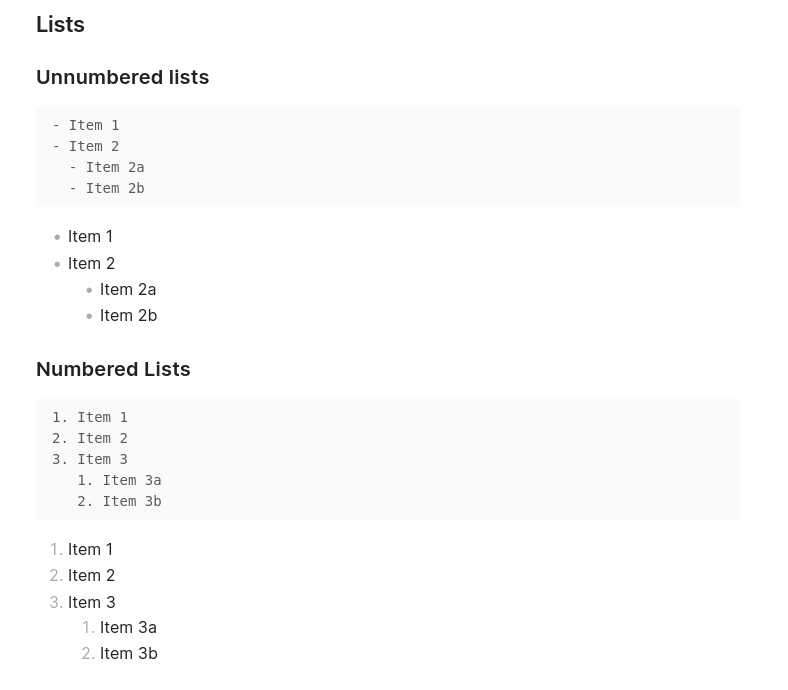 Lists
Unnumbered lists
- Item 1
- Item 2
  - Item 2a
  - Item 2b
• Item 1
• Item 2
• Item 2a
• Item 2b
Numbered Lists
1. Item 1
2. Item 2
3. Item 3
   1. Item 3a
   2. Item 3b
1. Item 1
2. Item 2
3. Item 3
1. Item 3a
2. Item 3b